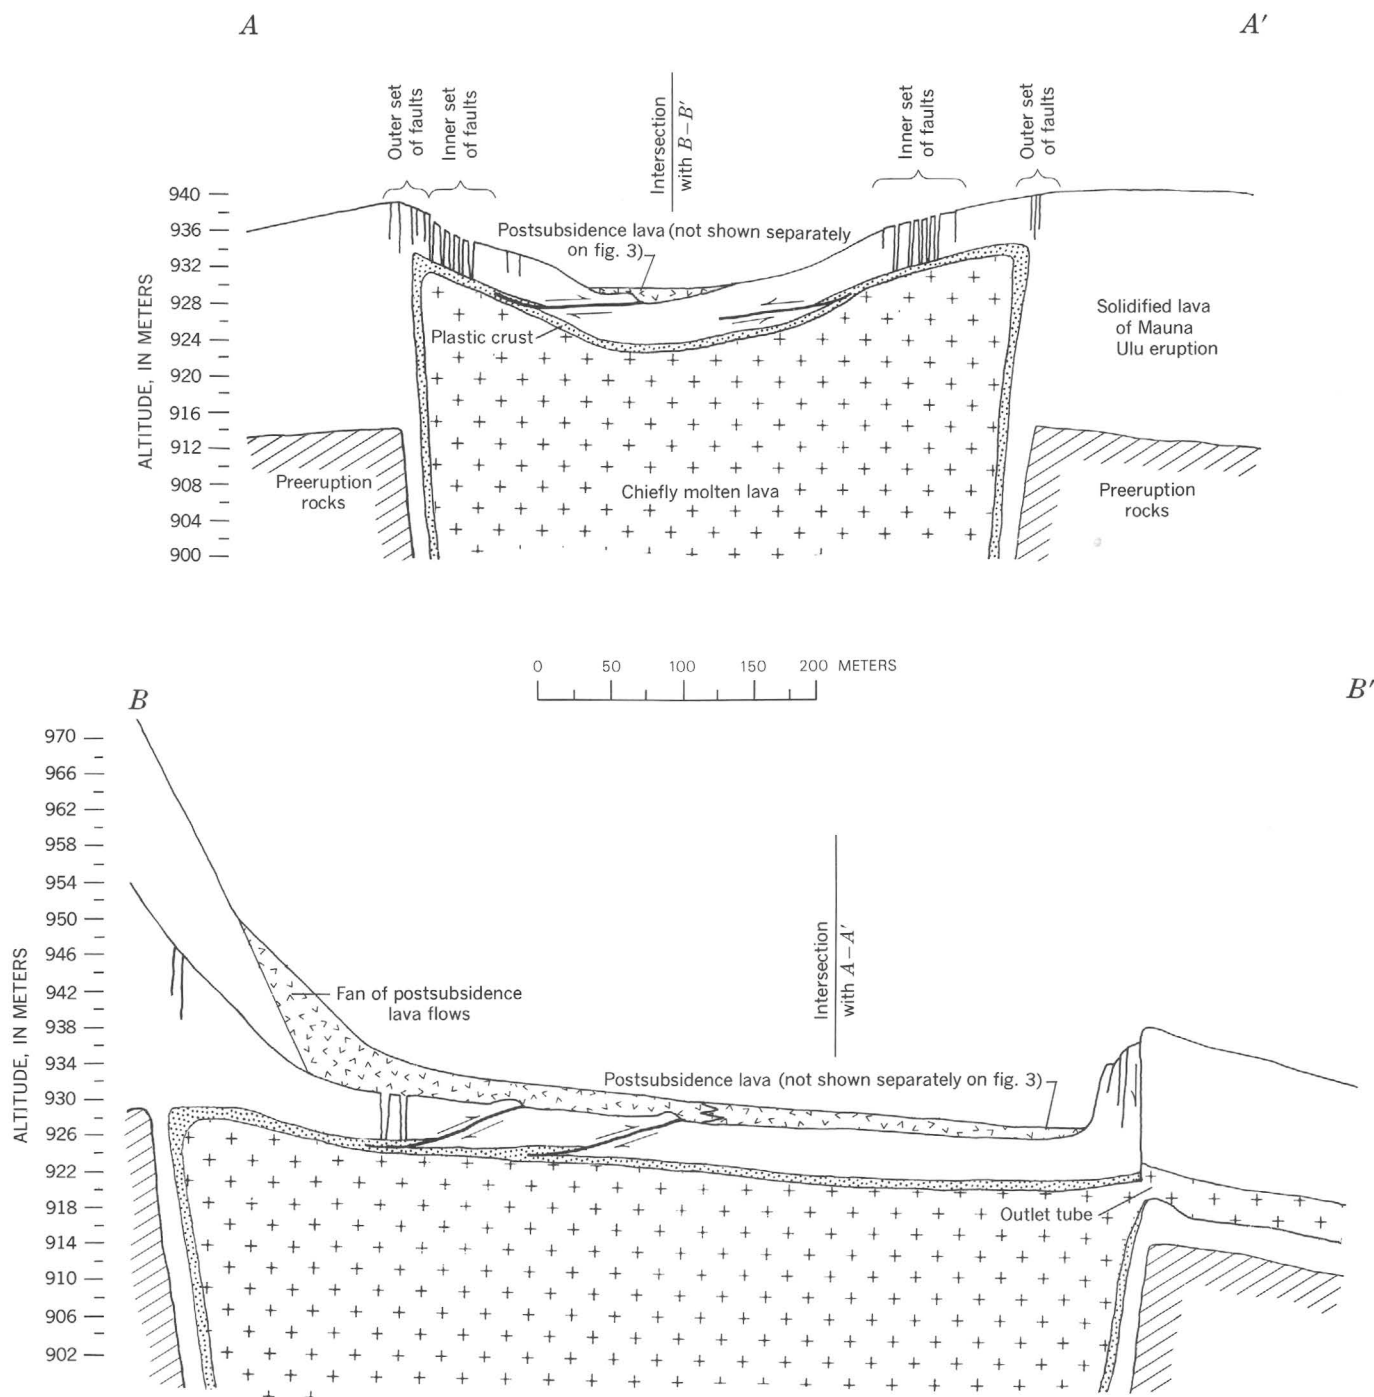 A
A'
Outer set
of faults
Inner set
of faults
Intersection
with B–B'
Inner set
of faults
Outer set
of faults
ALTITUDE, IN METERS
940
936
932
928
924
920
916
912
908
904
900
Postsubsidence lava (not shown separately
on fig. 3)
Plastic crust
Solidified lava
of Mauna
Ulu eruption
Preeruption
rocks
Chiefly molten lava
Preeruption
rocks
0 50 100 150 200 METERS
B
B'
ALTITUDE, IN METERS
970
966
962
958
954
950
946
942
938
934
930
926
922
918
914
910
906
902
Intersection
with A–A'
Fan of postsubsidence
lava flows
Postsubsidence lava (not shown separately on fig. 3)
Outlet tube